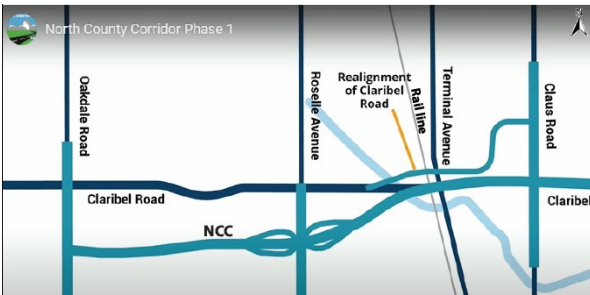 North County Corridor Phase 1
Oakdale Road
Roselle Avenue
Realignment
of Claribel
Road
Rail line
Terminal Avenue
Claus Road
Claribel Road
Claribel
NCC